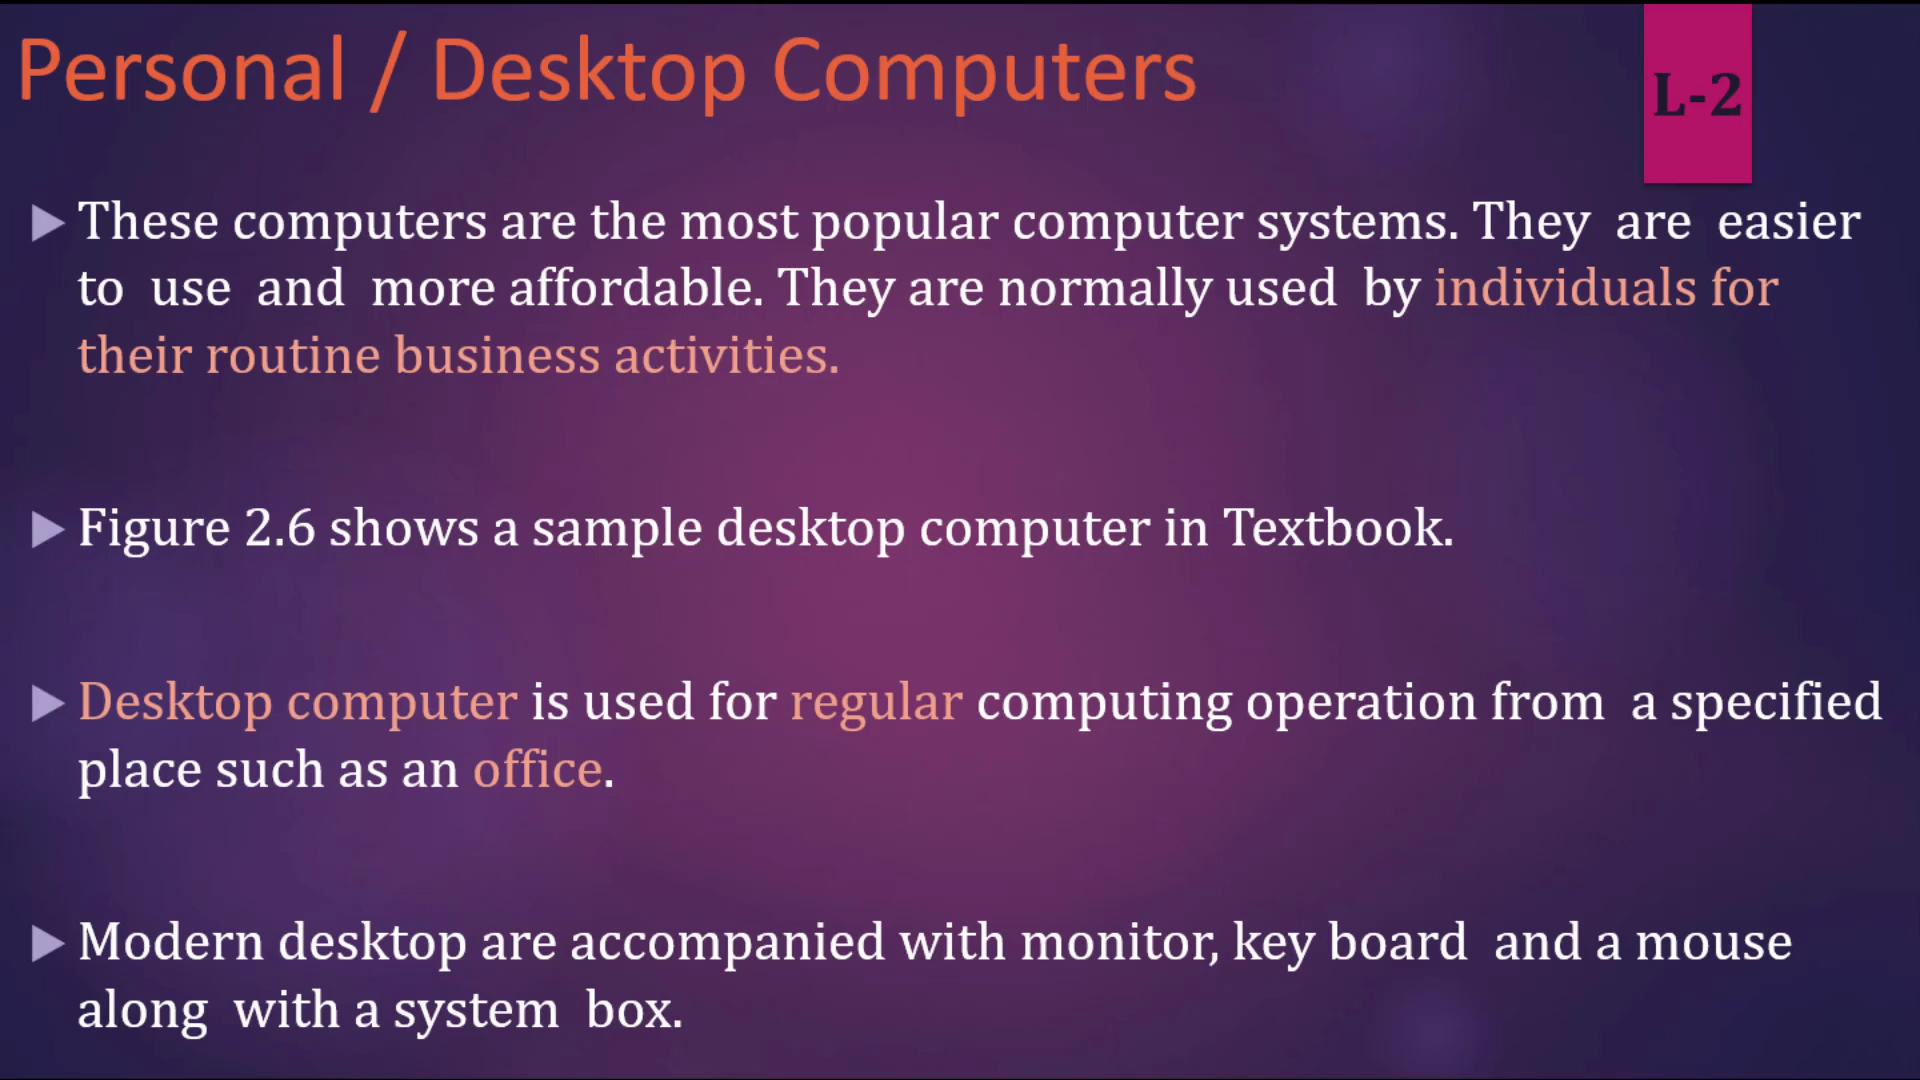 Personal / Desktop Computers
L-2
These computers are the most popular computer systems. They are easier
to use and more affordable. They are normally used by individuals for
their routine business activities.
Figure 2.6 shows a sample desktop computer in Textbook.
Desktop computer is used for regular computing operation from a specified
place such as an office.
Modern desktop are accompanied with monitor, key board and a mouse
along with a system box.